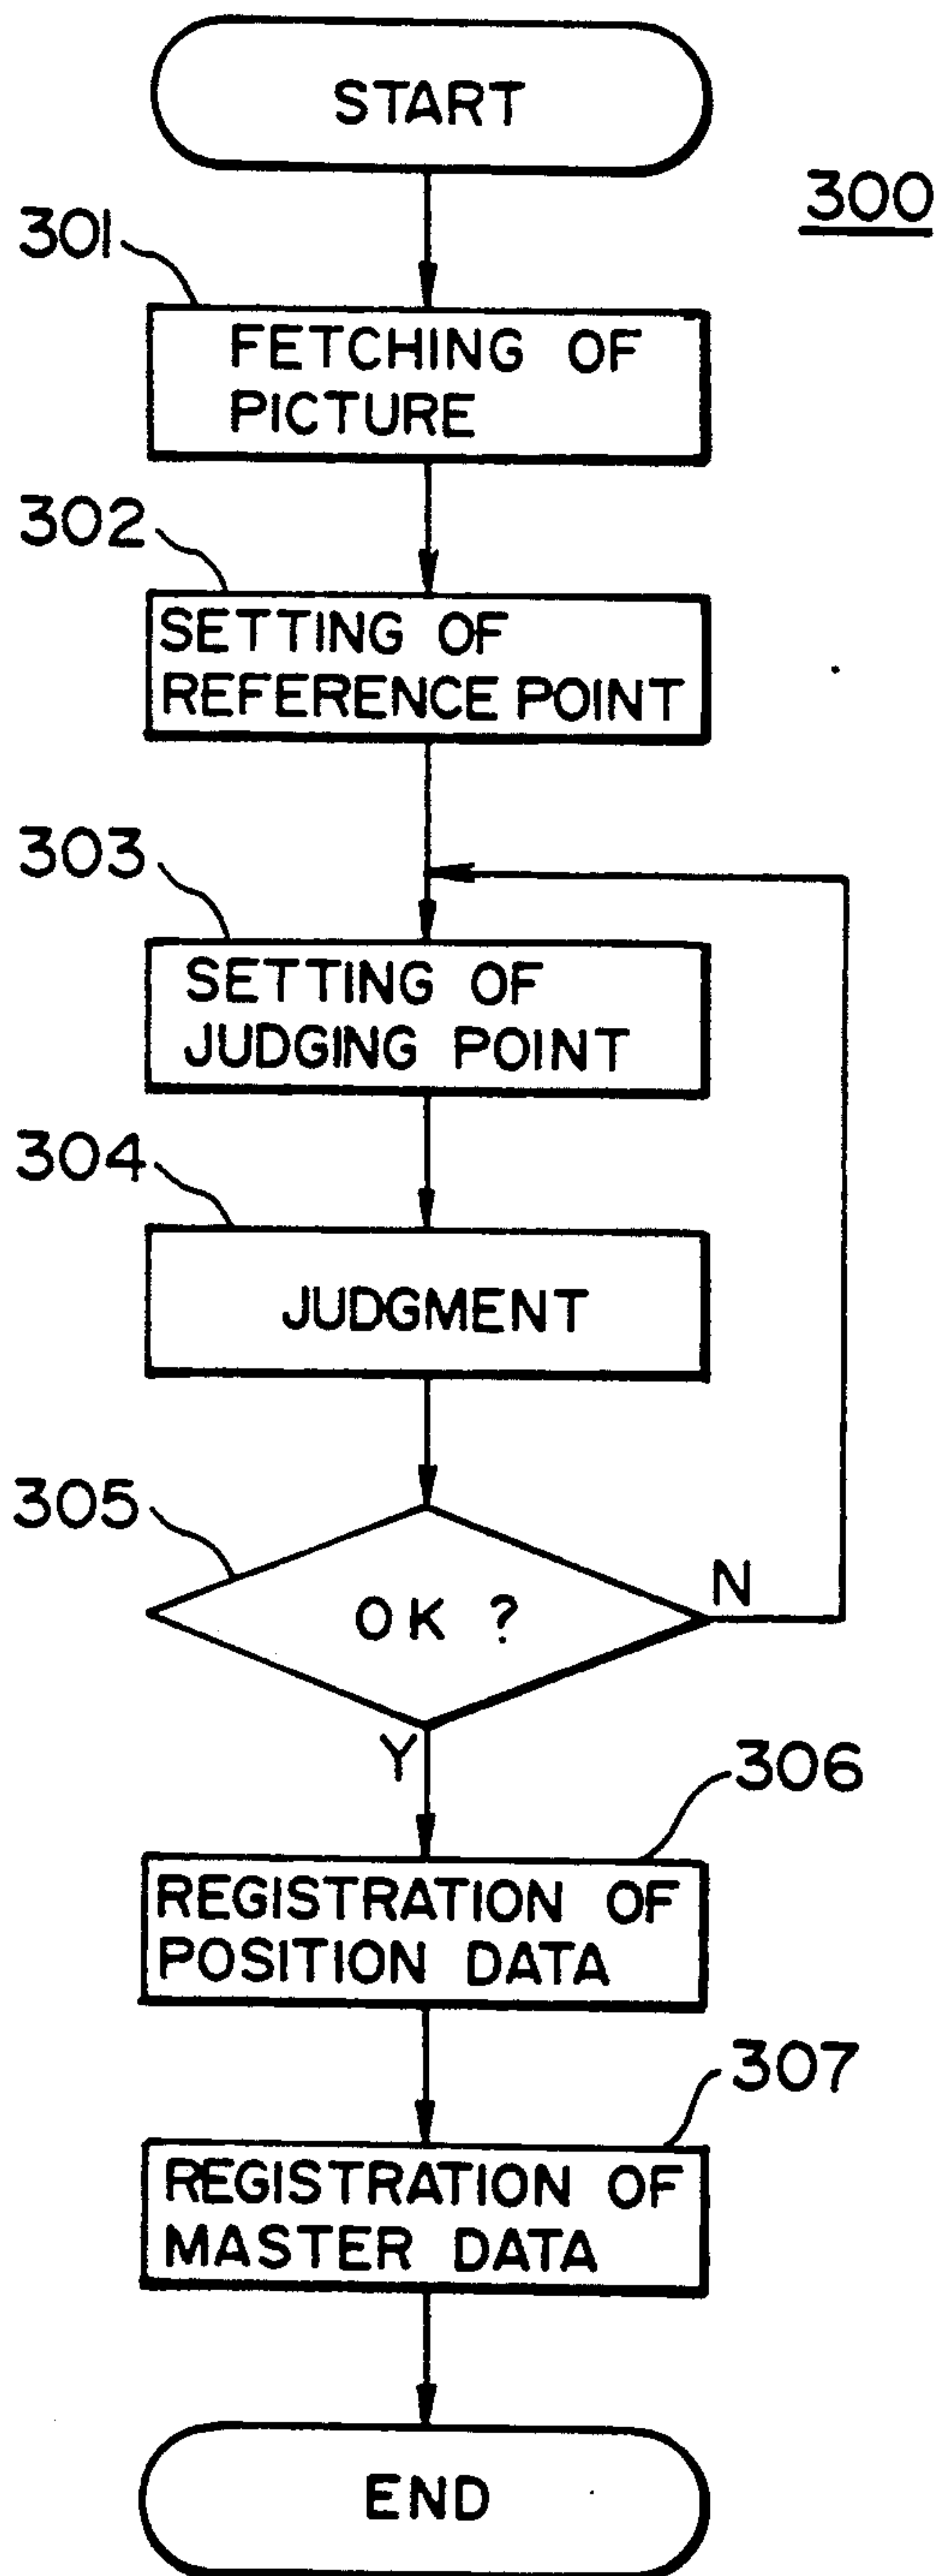 START
300
301
FETCHING OF
PICTURE
302
SETTING OF
REFERENCE POINT
303
SETTING OF
JUDGING POINT
304
JUDGMENT
305
OK ?
N
Y
306
REGISTRATION OF
POSITION DATA
307
REGISTRATION OF
MASTER DATA
END